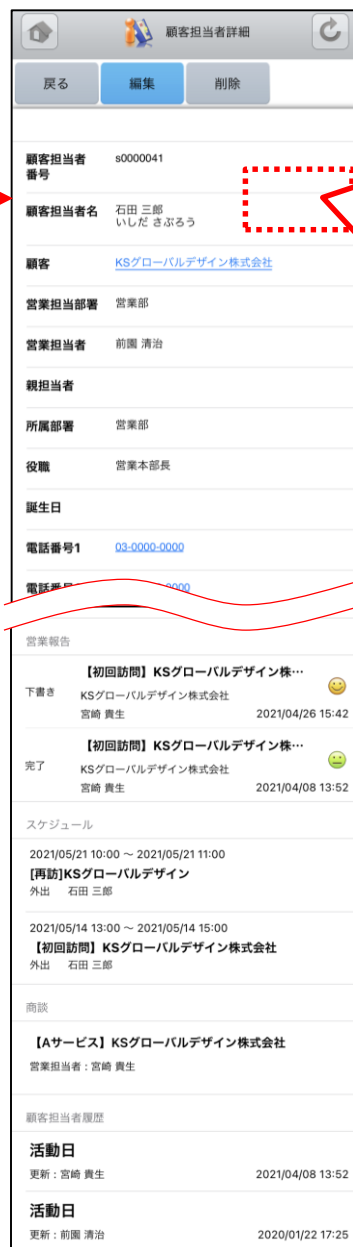 顧客担当者詳細
戻る 編集 削除
顧客担当者番号 s0000041
顧客担当者名 石田 三郎
いしだ さぶろう
顧客 KSグローバルデザイン株式会社
営業担当部署 営業部
営業担当者 前園 清治
親担当者
所属部署 営業部
役職 営業本部長
誕生日
電話番号1 03-0000-0000
電話番
営業報告
【初回訪問】KSグローバルデザイン株…
下書き KSグローバルデザイン株式会社
宮崎 貴生 2021/04/26 15:42
【初回訪問】KSグローバルデザイン株…
完了 KSグローバルデザイン株式会社
宮崎 貴生 2021/04/08 13:52
スケジュール
2021/05/21 10:00 ～ 2021/05/21 11:00
[再訪]KSグローバルデザイン
外出 石田 三郎
2021/05/14 13:00 ～ 2021/05/14 15:00
【初回訪問】KSグローバルデザイン株式会社
外出 石田 三郎
商談
【Aサービス】KSグローバルデザイン株式会社
営業担当者：宮崎 貴生
顧客担当者履歴
活動日
更新：宮崎 貴生 2021/04/08 13:52
活動日
更新：前園 清治 2020/01/22 17:25